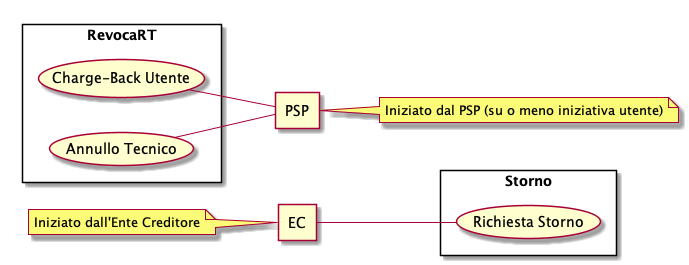 RevocaRT
Charge-Back Utente
Annullo Tecnico
PSP
Iniziato dal PSP (su o meno iniziativa utente)
Storno
Iniziato dall'Ente Creditore
EC
Richiesta Storno